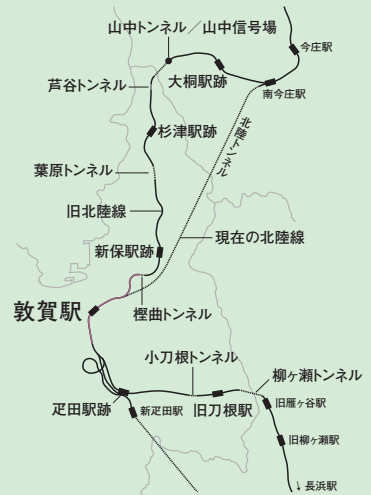 山中トンネル／山中信号場
今庄駅
芦谷トンネル
大桐駅跡
南今庄駅
杉津駅跡
北陸トンネル
葉原トンネル
旧北陸線
現在の北陸線
新保駅跡
敦賀駅
樫曲トンネル
小刀根トンネル
柳ヶ瀬トンネル
疋田駅跡
新疋田駅
旧刀根駅
旧雁ヶ谷駅
旧柳ヶ瀬駅
↓長浜駅